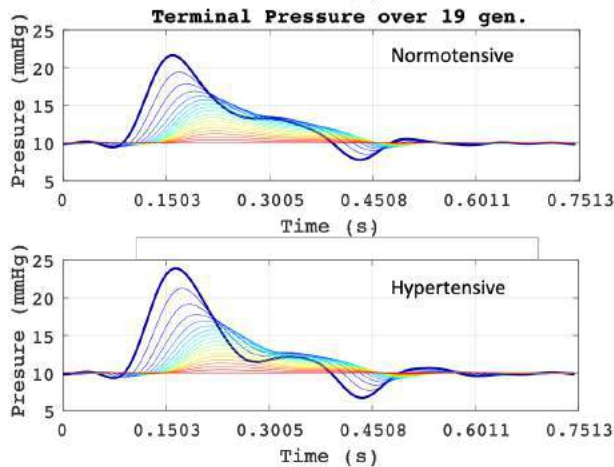 Terminal Pressure over 19 gen.
Pressure (mmHg)
25
20
15
10
5
Normotensive
0 0.1503 0.3005 0.4508 0.6011 0.7513
Time (s)
Pressure (mmHg)
25
20
15
10
5
Hypertensive
0 0.1503 0.3005 0.4508 0.6011 0.7513
Time (s)